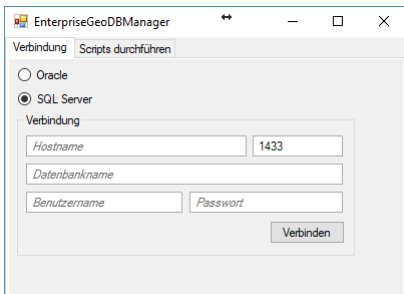 EnterpriseGeoDBManager
Verbindung Scripts durchführen
Oracle
SQL Server
Verbindung
Hostname 1433
Datenbankname
Benutzername Passwort
Verbinden